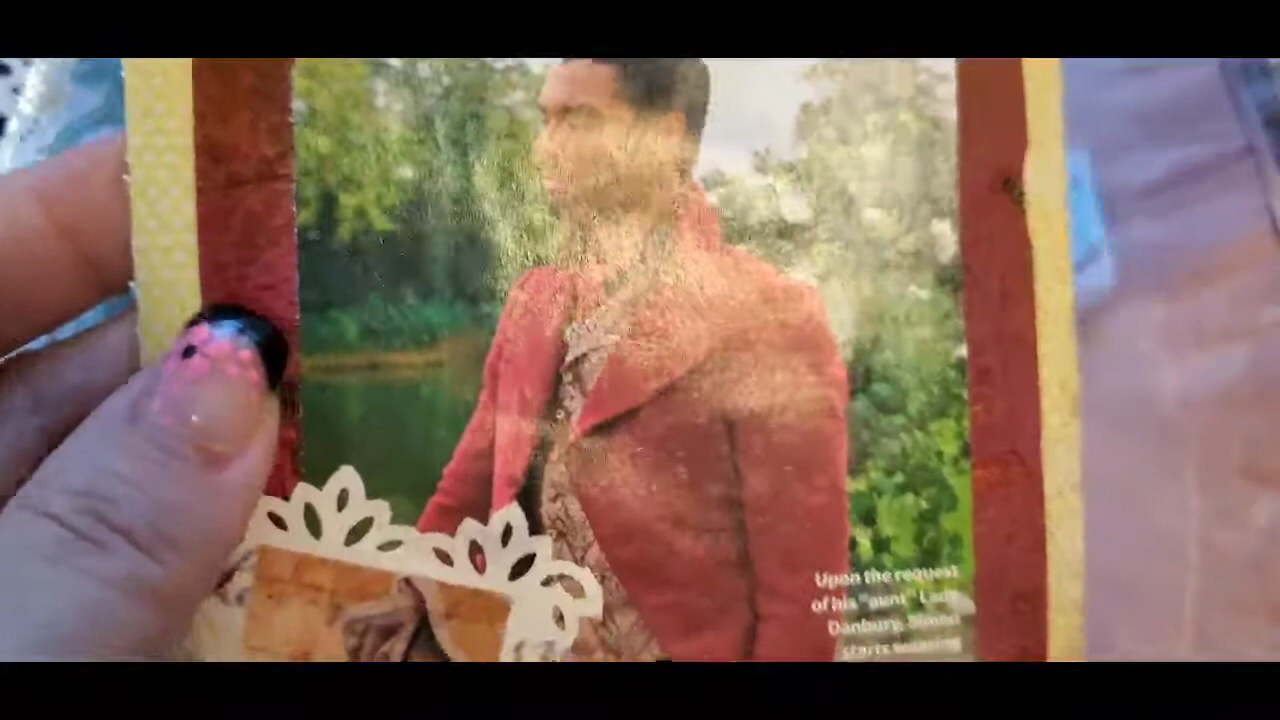 Upon the request
of his "aunt" Lady
Danbury, Simon
starts